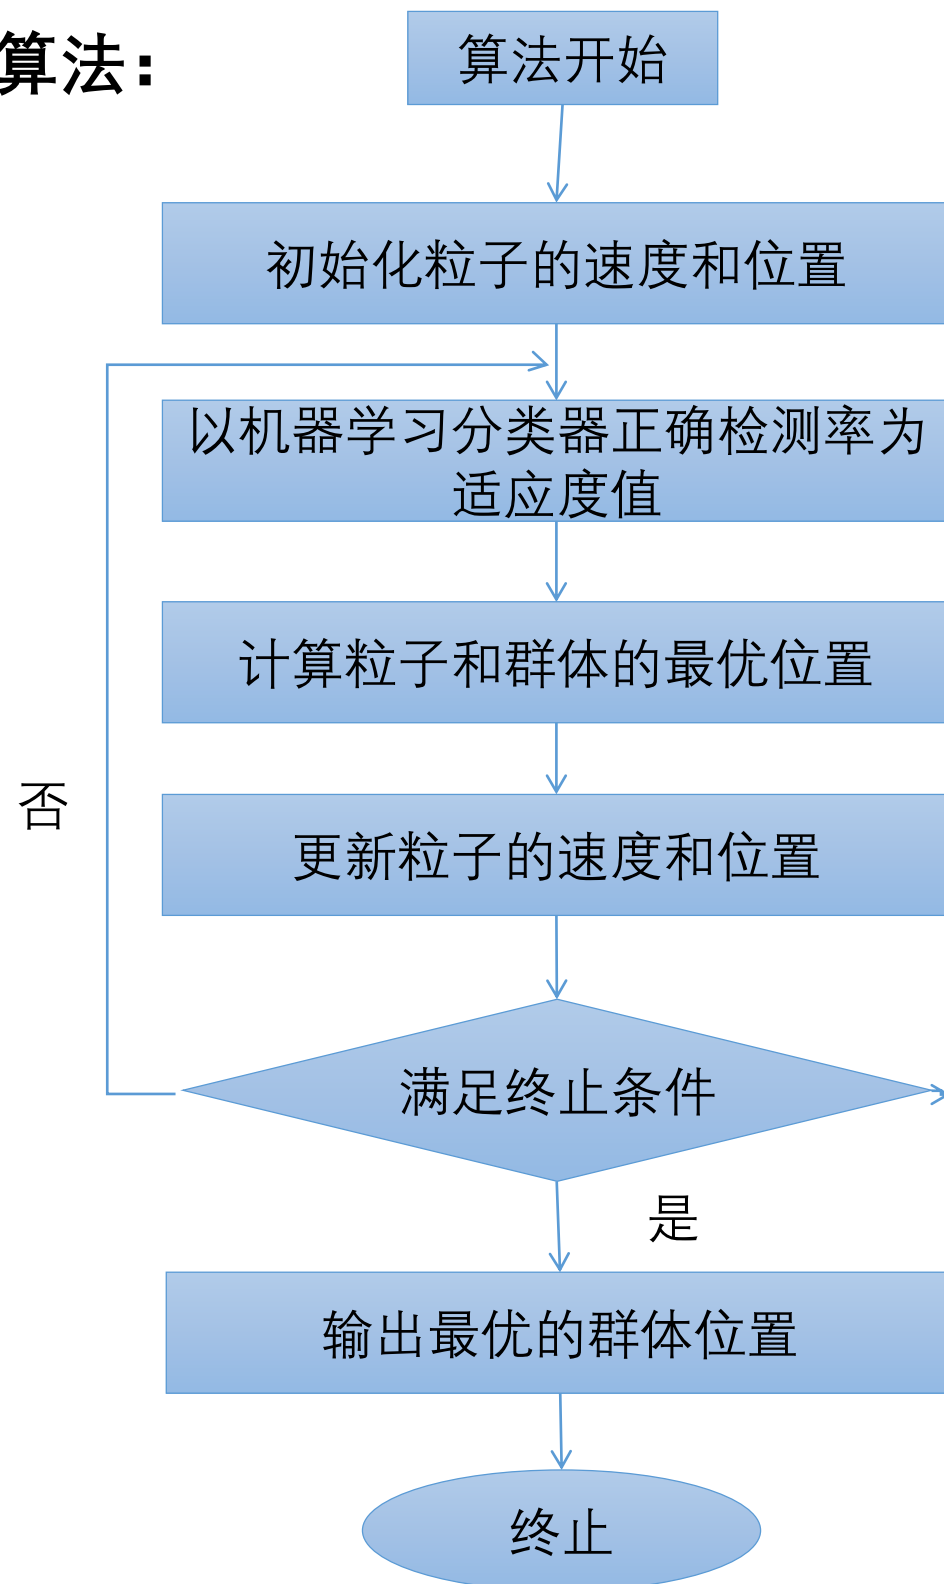 算法:
算法开始
初始化粒子的速度和位置
以机器学习分类器正确检测率为
适应度值
计算粒子和群体的最优位置
否
更新粒子的速度和位置
满足终止条件
是
输出最优的群体位置
终止